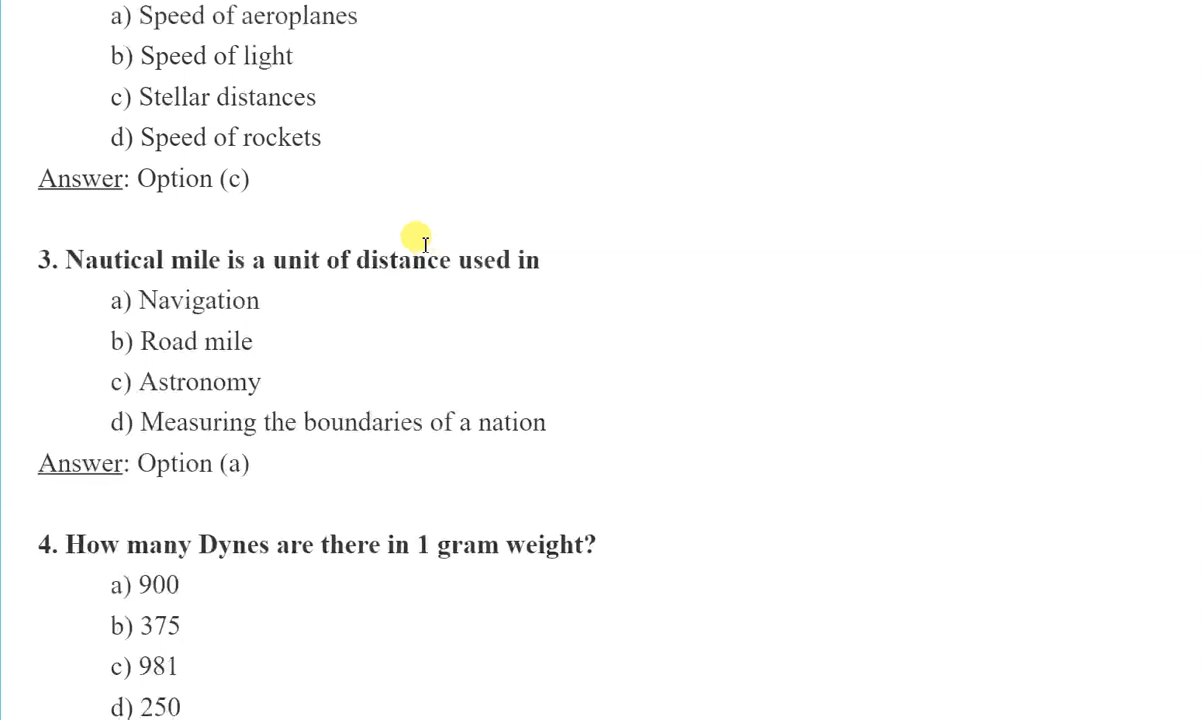 a) Speed of aeroplanes
b) Speed of light
c) Stellar distances
d) Speed of rockets
Answer: Option (c)
3. Nautical mile is a unit of distance used in
a) Navigation
b) Road mile
c) Astronomy
d) Measuring the boundaries of a nation
Answer: Option (a)
4. How many Dynes are there in 1 gram weight?
a) 900
b) 375
c) 981
d) 250